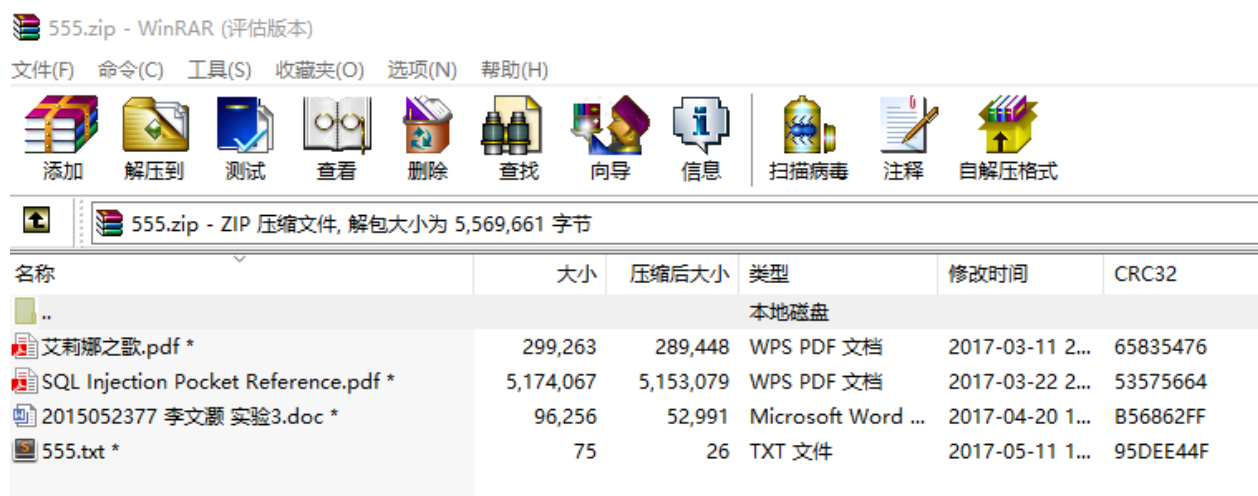 555.zip - WinRAR (评估版本)
文件(F) 命令(C) 工具(S) 收藏夹(O) 选项(N) 帮助(H)
添加 解压到 测试 查看 删除 查找 向导 信息 扫描病毒 注释 自解压格式
555.zip - ZIP 压缩文件, 解包大小为 5,569,661 字节
名称 大小 压缩后大小 类型 修改时间 CRC32
.. 本地磁盘
艾莉娜之歌.pdf * 299,263 289,448 WPS PDF 文档 2017-03-11 2... 65835476
SQL Injection Pocket Reference.pdf * 5,174,067 5,153,079 WPS PDF 文档 2017-03-22 2... 53575664
2015052377 李文灏 实验3.doc * 96,256 52,991 Microsoft Word ... 2017-04-20 1... B56862FF
555.txt * 75 26 TXT 文件 2017-05-11 1... 95DEE44F